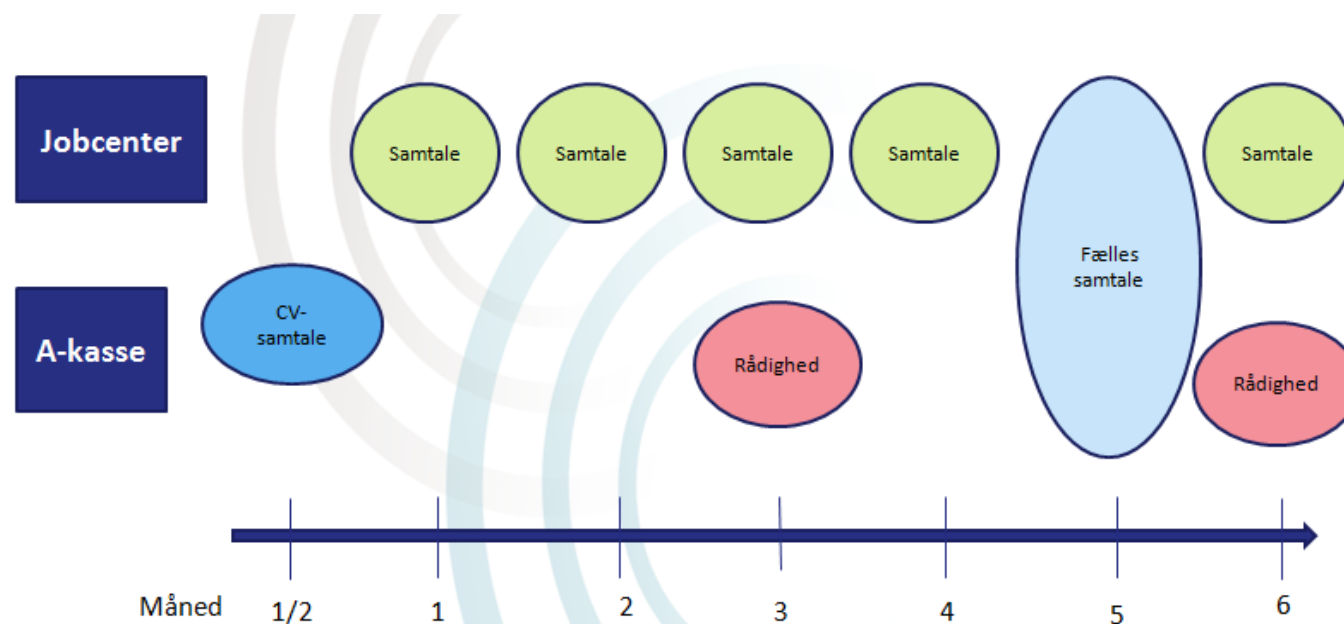 Jobcenter
Samtale
Samtale
Samtale
Samtale
Samtale
Fælles
samtale
A-kasse
CV-
samtale
Rådighed
Rådighed
Måned
1/2
1
2
3
4
5
6